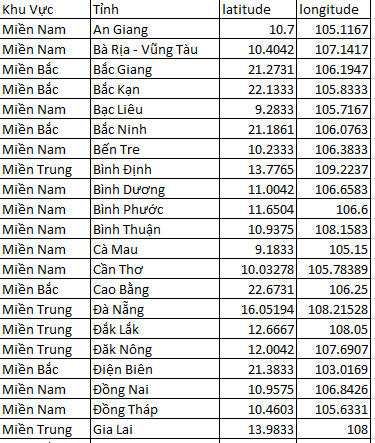 Khu Vực Tỉnh latitude longitude
Miền Nam An Giang 10.7 105.1167
Miền Nam Bà Rịa - Vũng Tàu 10.4042 107.1417
Miền Bắc Bắc Giang 21.2731 106.1947
Miền Bắc Bắc Kạn 22.1333 105.8333
Miền Nam Bạc Liêu 9.2833 105.7167
Miền Bắc Bắc Ninh 21.1861 106.0763
Miền Nam Bến Tre 10.2333 106.3833
Miền Trung Bình Định 13.7765 109.2237
Miền Nam Bình Dương 11.0042 106.6583
Miền Nam Bình Phước 11.6504 106.6
Miền Nam Bình Thuận 10.9375 108.1583
Miền Nam Cà Mau 9.1833 105.15
Miền Nam Cần Thơ 10.03278 105.78389
Miền Bắc Cao Bằng 22.6731 106.25
Miền Trung Đà Nẵng 16.05194 108.21528
Miền Trung Đắk Lắk 12.6667 108.05
Miền Trung Đăk Nông 12.0042 107.6907
Miền Bắc Điện Biên 21.3833 103.0169
Miền Nam Đồng Nai 10.9575 106.8426
Miền Nam Đồng Tháp 10.4603 105.6331
Miền Trung Gia Lai 13.9833 108